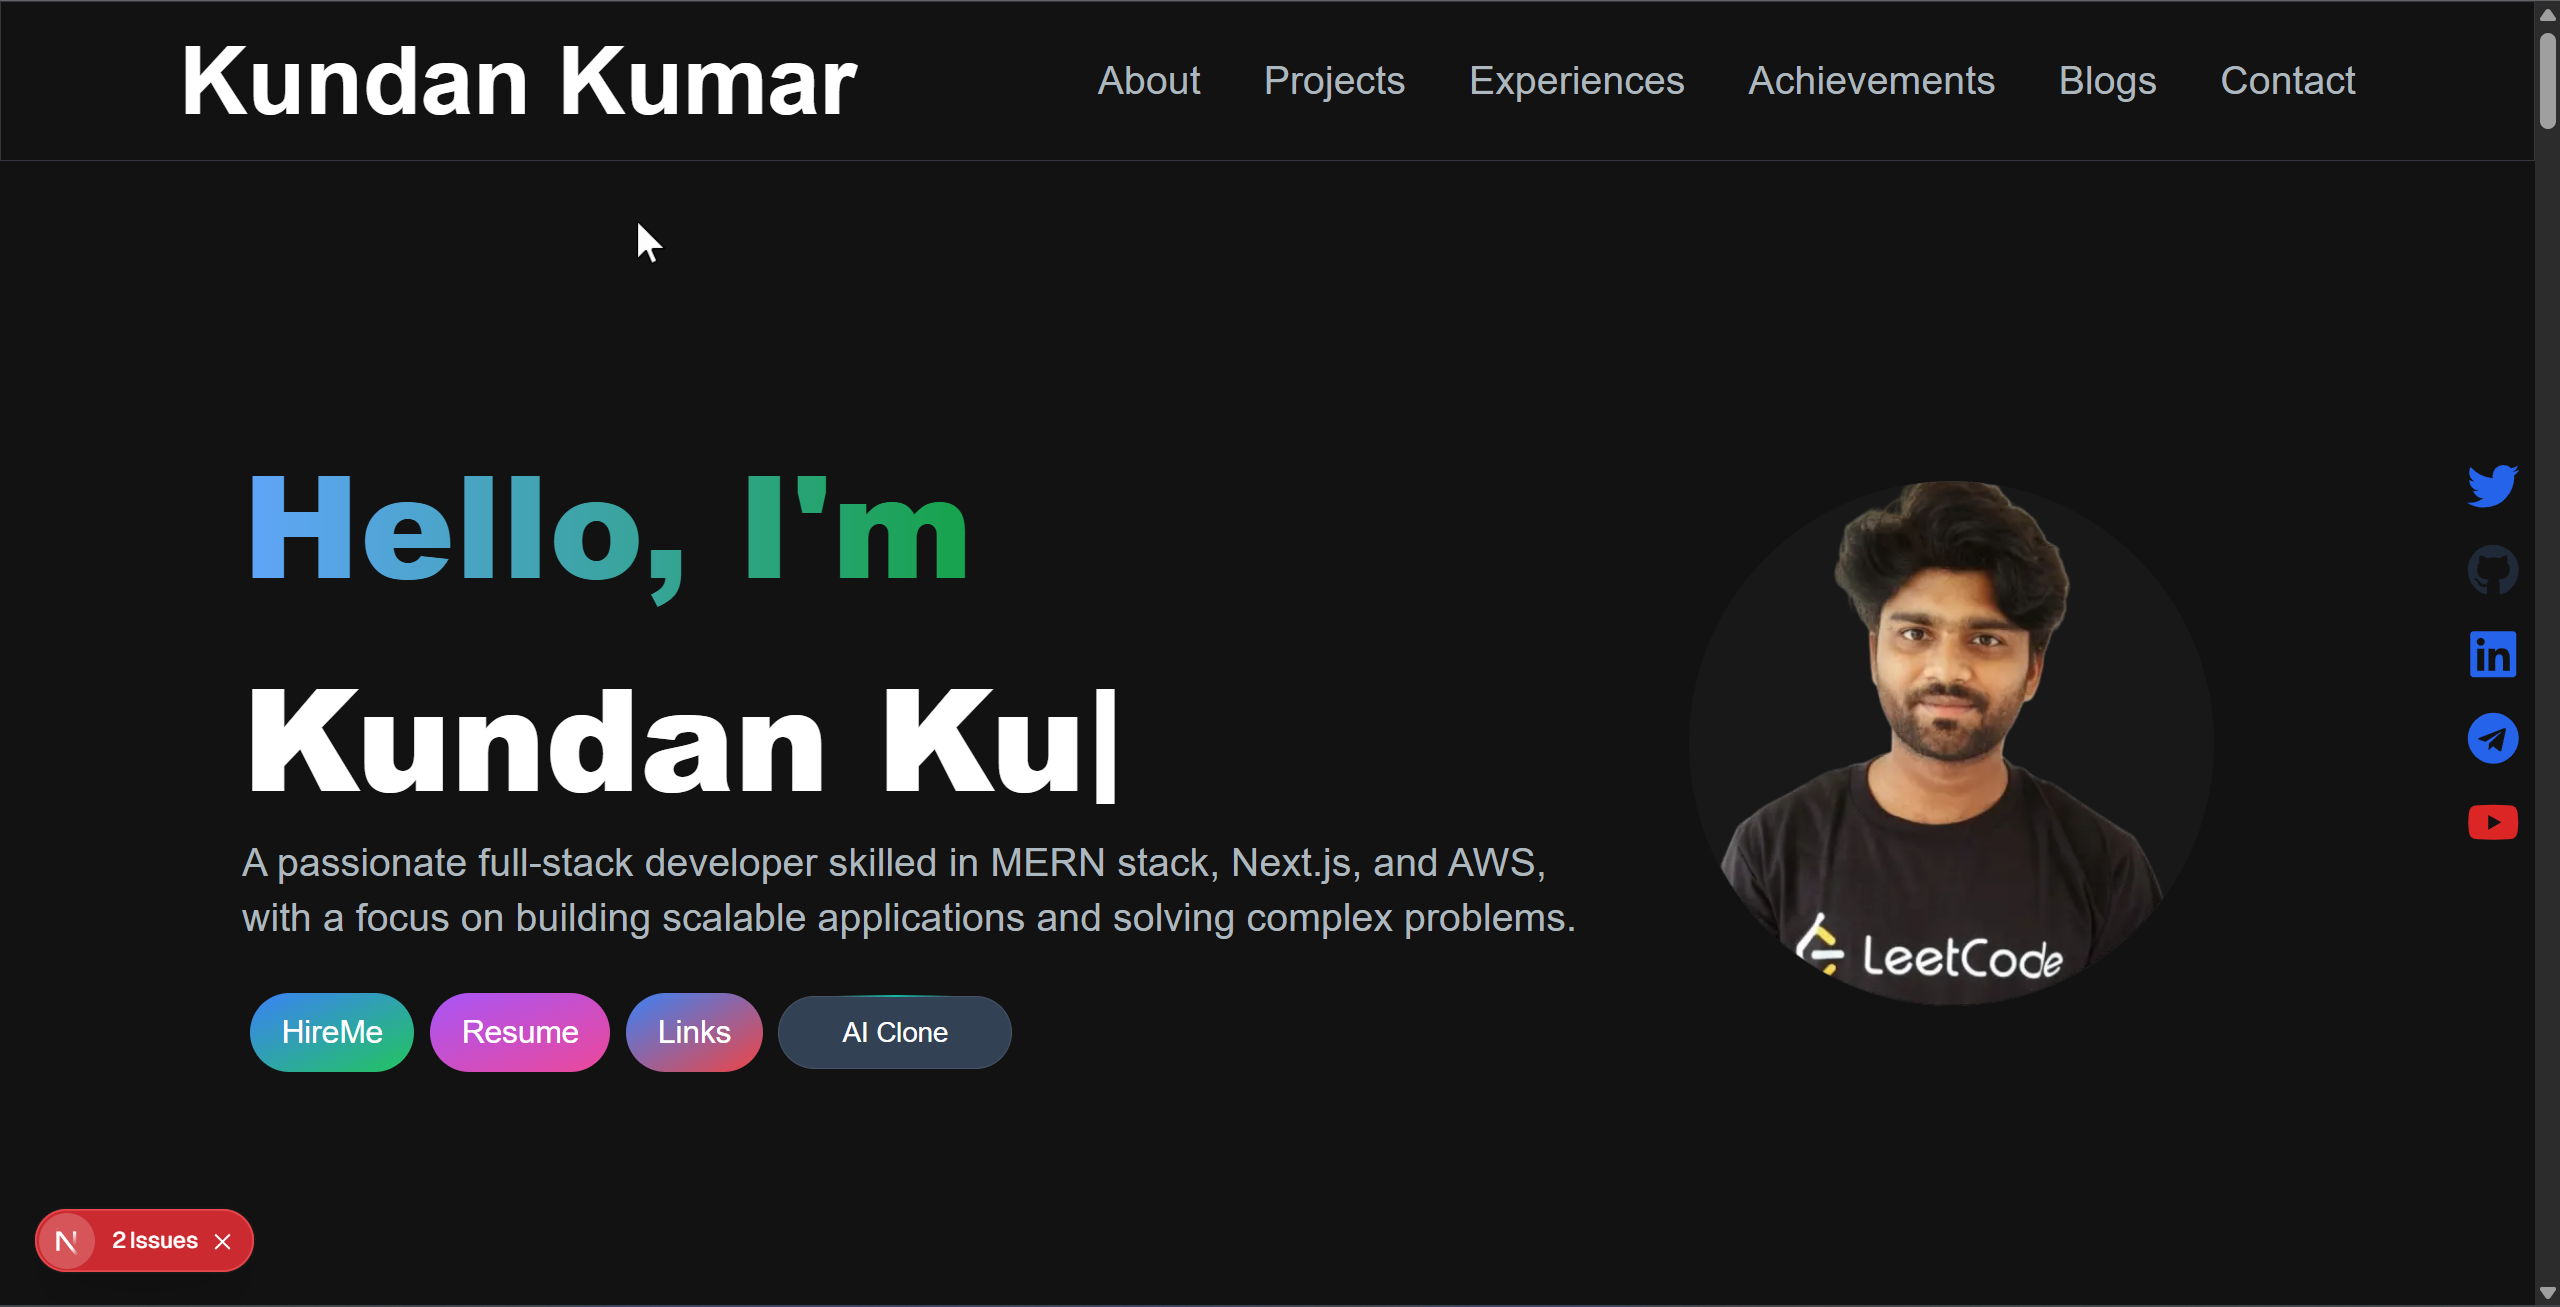 Kundan Kumar
About Projects Experiences Achievements Blogs Contact
Hello, I'm
Kundan Ku|
A passionate full-stack developer skilled in MERN stack, Next.js, and AWS,
with a focus on building scalable applications and solving complex problems.
HireMe Resume Links AI Clone
LeetCode
in
N 2 Issues